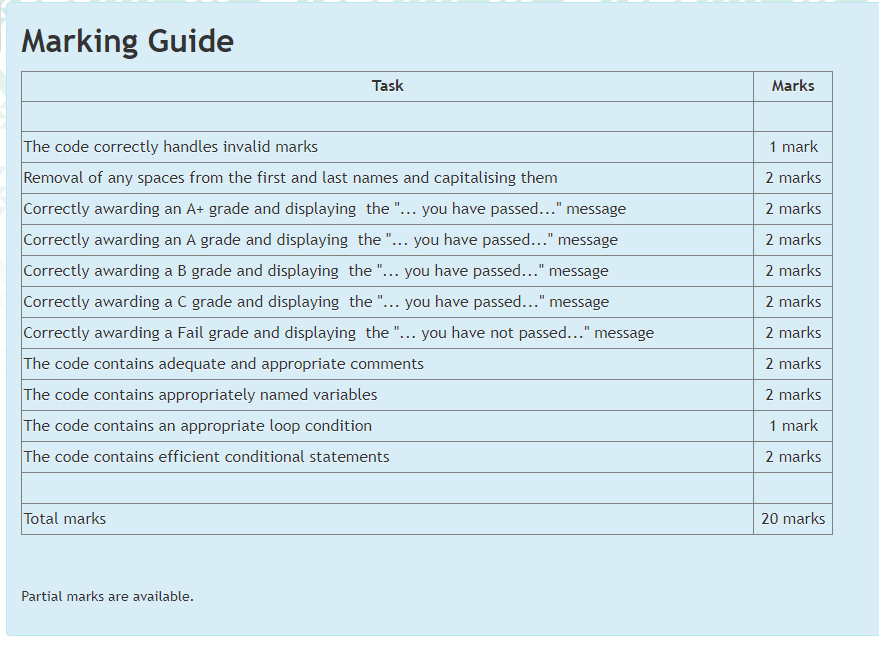 Marking Guide
Task Marks
The code correctly handles invalid marks 1 mark
Removal of any spaces from the first and last names and capitalising them 2 marks
Correctly awarding an A+ grade and displaying  the "... you have passed..." message 2 marks
Correctly awarding an A grade and displaying  the "... you have passed..." message 2 marks
Correctly awarding a B grade and displaying  the "... you have passed..." message 2 marks
Correctly awarding a C grade and displaying  the "... you have passed..." message 2 marks
Correctly awarding a Fail grade and displaying  the "... you have not passed..." message 2 marks
The code contains adequate and appropriate comments 2 marks
The code contains appropriately named variables 2 marks
The code contains an appropriate loop condition 1 mark
The code contains efficient conditional statements 2 marks
Total marks 20 marks
Partial marks are available.